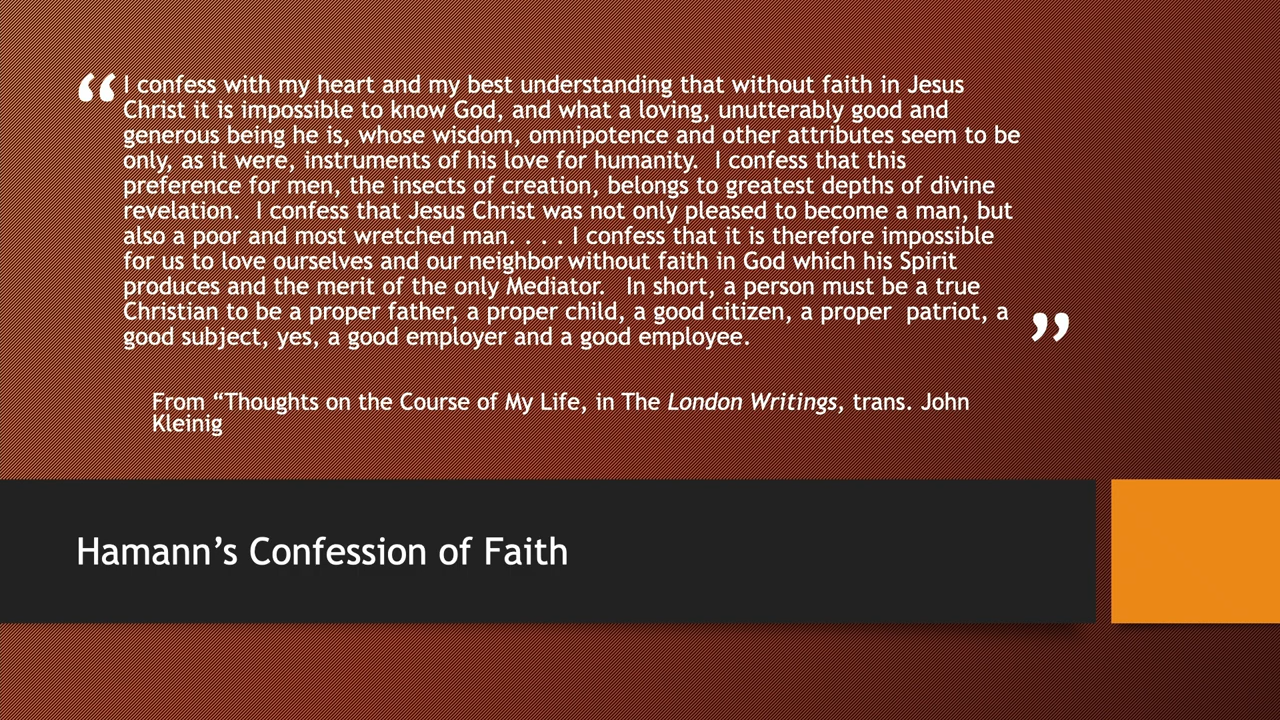 “I confess with my heart and my best understanding that without faith in Jesus
Christ it is impossible to know God, and what a loving, unutterably good and
generous being he is, whose wisdom, omnipotence and other attributes seem to be
only, as it were, instruments of his love for humanity.  I confess that this
preference for men, the insects of creation, belongs to greatest depths of divine
revelation.  I confess that Jesus Christ was not only pleased to become a man, but
also a poor and most wretched man. . . . I confess that it is therefore impossible
for us to love ourselves and our neighbor without faith in God which his Spirit
produces and the merit of the only Mediator.   In short, a person must be a true
Christian to be a proper father, a proper child, a good citizen, a proper  patriot, a
good subject, yes, a good employer and a good employee.”
From “Thoughts on the Course of My Life, in The London Writings, trans. John
Kleinig
Hamann’s Confession of Faith